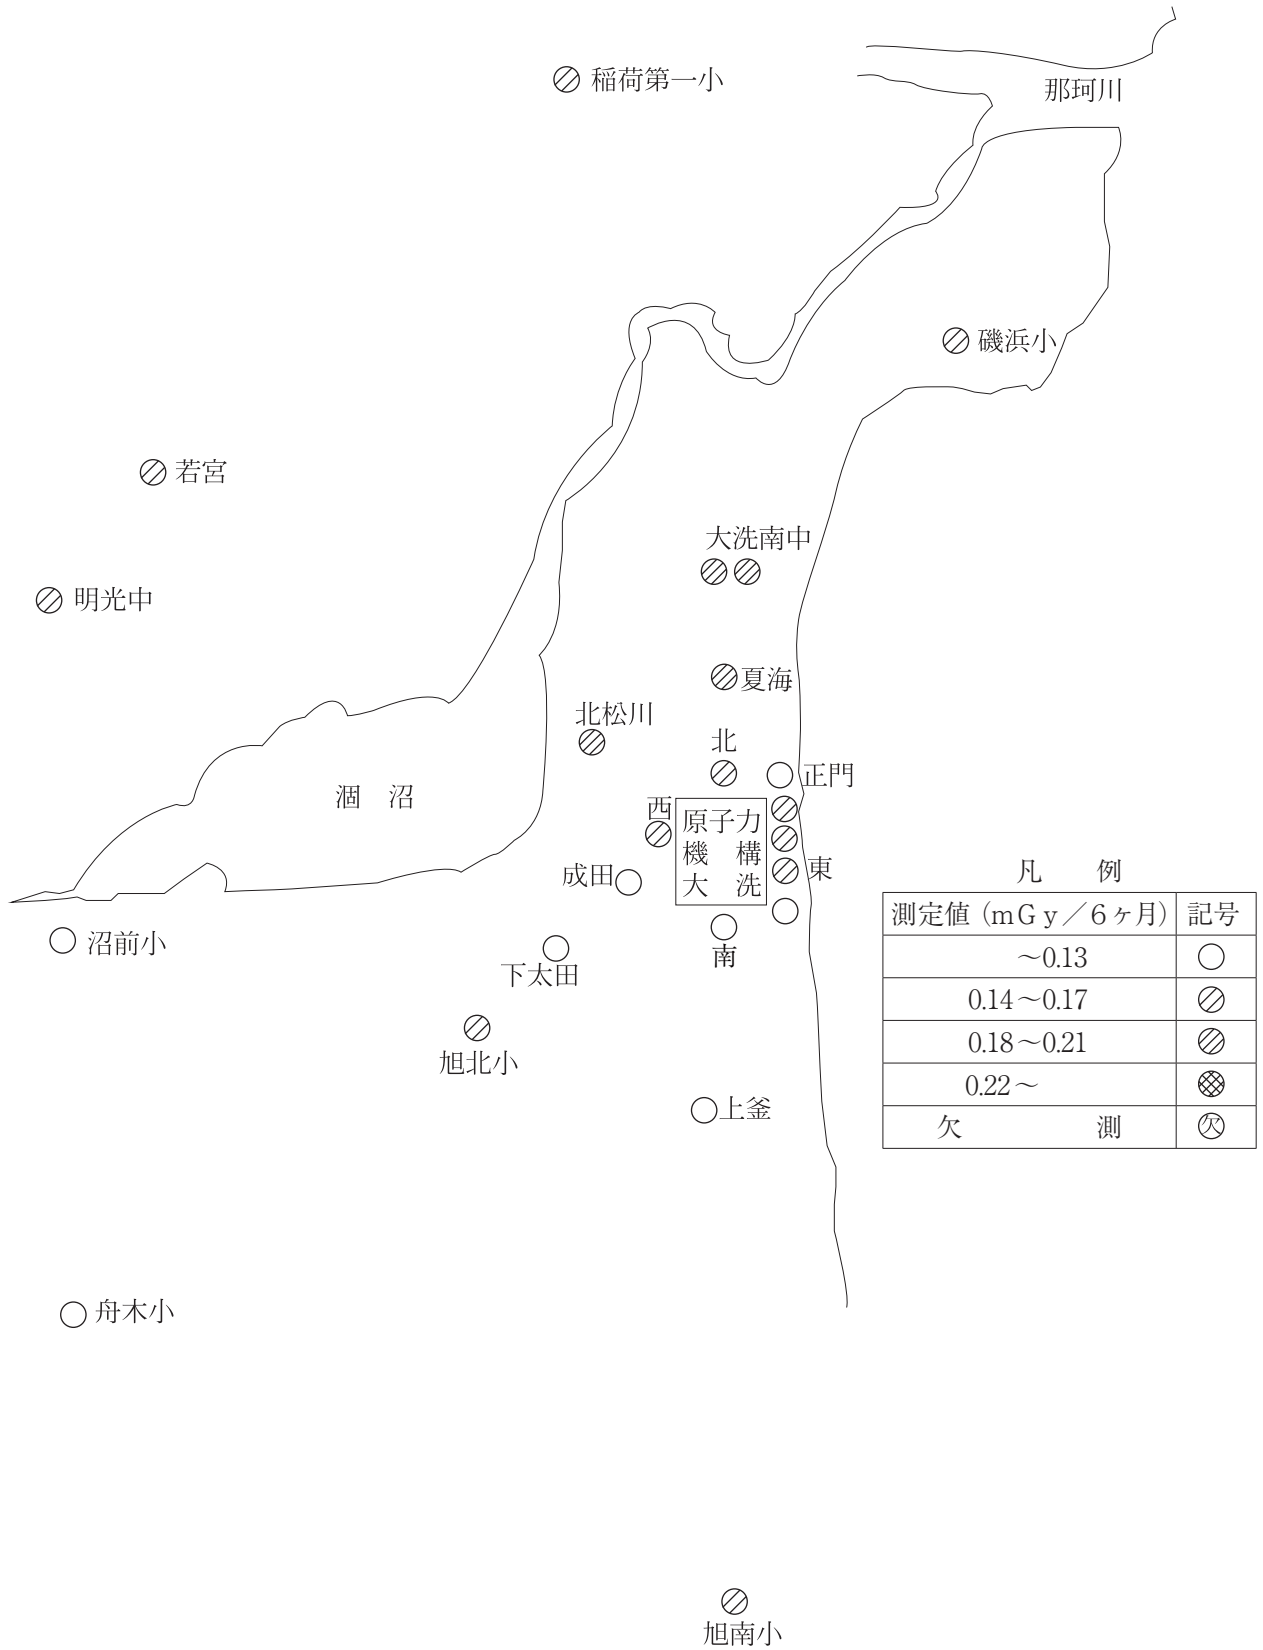 稲荷第一小
那珂川
磯浜小
若宮
大洗南中
明光中
夏海
北松川
北
正門
涸　沼
西
原子力
機　構
大　洗
東
成田
南
沼前小
下太田
旭北小
上釜
凡　　例
測定値（mGy／6ヶ月） 記号
～0.13
0.14～0.17
0.18～0.21
0.22～
欠　　　　　測 欠
舟木小
旭南小